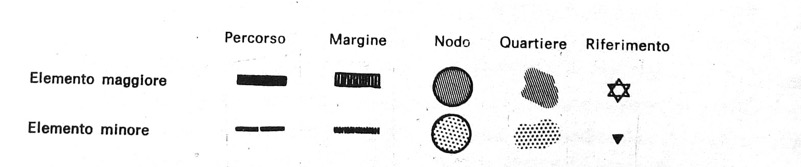 Percorso Margine Nodo Quartiere Riferimento
Elemento maggiore
Elemento minore